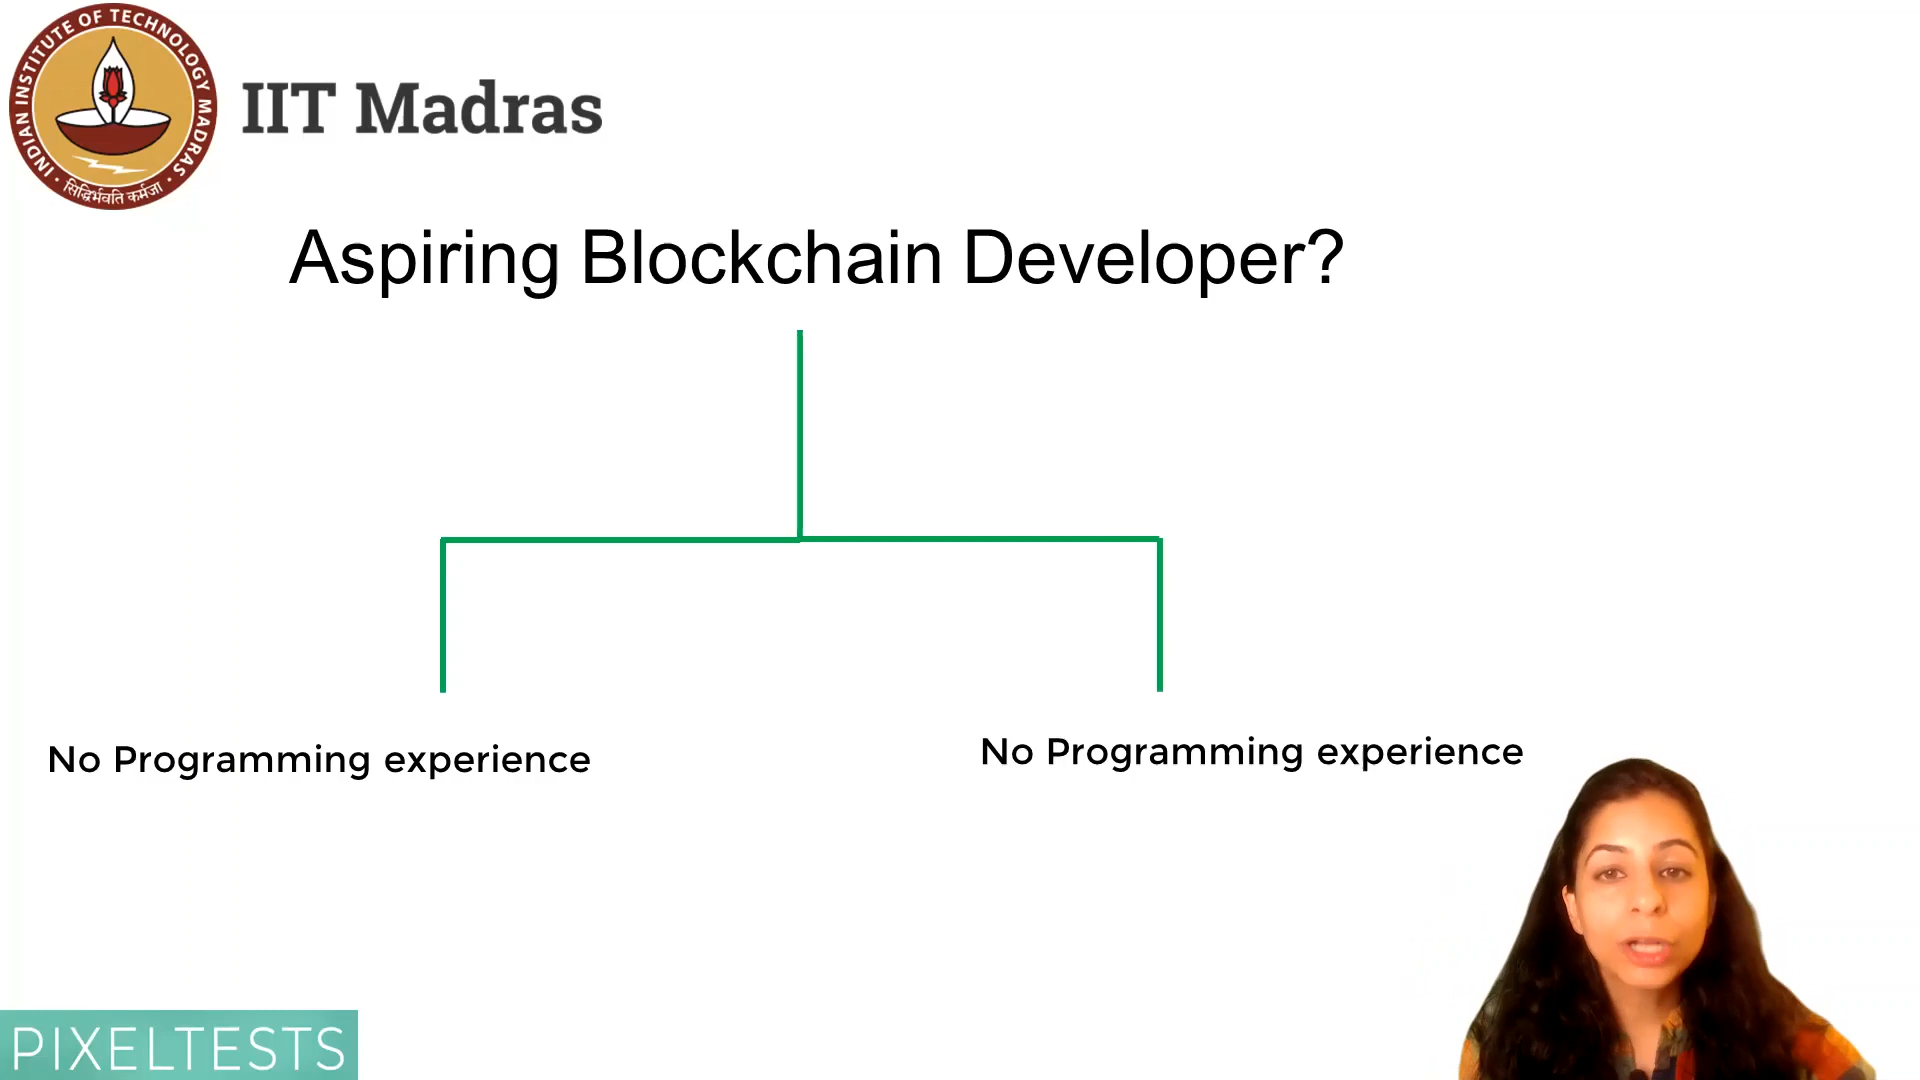 INDIAN INSTITUTE OF TECHNOLOGY MADRAS
सिद्धिर्भवति कर्मजा
IIT Madras
Aspiring Blockchain Developer?
No Programming experience
No Programming experience
PIXELTESTS